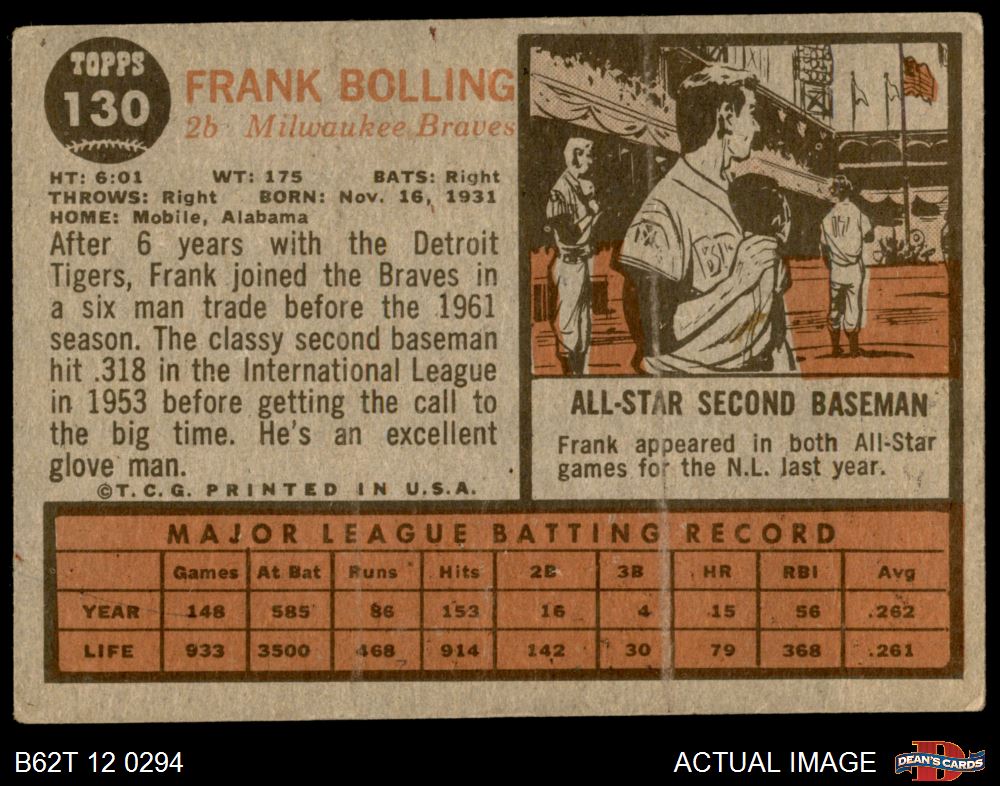 TOPPS
130
FRANK BOLLING
2b Milwaukee Braves
HT: 6:01 WT: 175 BATS: Right
THROWS: Right BORN: Nov. 16, 1931
HOME: Mobile, Alabama
After 6 years with the Detroit
Tigers, Frank joined the Braves in
a six man trade before the 1961
season. The classy second baseman
hit .318 in the International League
in 1953 before getting the call to
the big time. He's an excellent
glove man.
©T.C.G. PRINTED IN U.S.A.
ALL-STAR SECOND BASEMAN
Frank appeared in both All-Star
games for the N.L. last year.
MAJOR LEAGUE BATTING RECORD
Games At Bat Runs Hits 2B 3B HR RBI Avg
YEAR 148 585 86 153 16 4 15 56 .262
LIFE 933 3500 468 914 142 30 79 368 .261
B62T 12 0294
ACTUAL IMAGE
DEAN'S CARDS